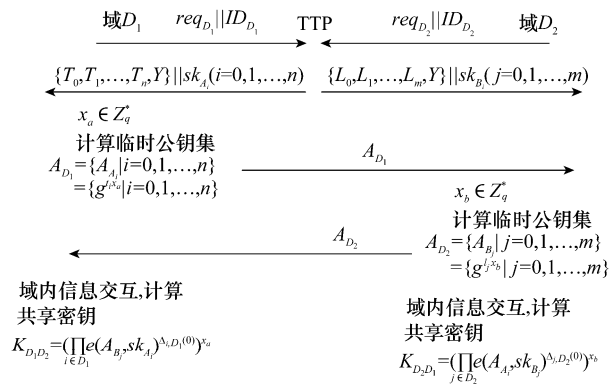 域D₁ req_{D₁}||ID_{D₁} TTP req_{D₂}||ID_{D₂} 域D₂
{T₀,T₁,…,Tₙ,Y}||sk_{A_i}(i=0,1,…,n) {L₀,L₁,…,Lₘ,Y}||sk_{B_i}(j=0,1,…,m)
x_a∈Z_q^*
计算临时公钥集
A_{D₁}={A_{A_i}|i=0,1,…,n}
={g^{t_i x_a}|i=0,1,…,n}
A_{D₁}
x_b∈Z_q^*
计算临时公钥集
A_{D₂}={A_{B_j}|j=0,1,…,m}
={g^{l_j x_b}|j=0,1,…,m}
A_{D₂}
域内信息交互,计算
共享密钥
K_{D₁D₂}=(∏_{i∈D₁}e(A_{B_j},sk_{A_i})^{Δ_{i,D₁}(0)})^{x_a}
域内信息交互,计算
共享密钥
K_{D₂D₁}=(∏_{j∈D₂}e(A_{A_i},sk_{B_j})^{Δ_{j,D₂}(0)})^{x_b}